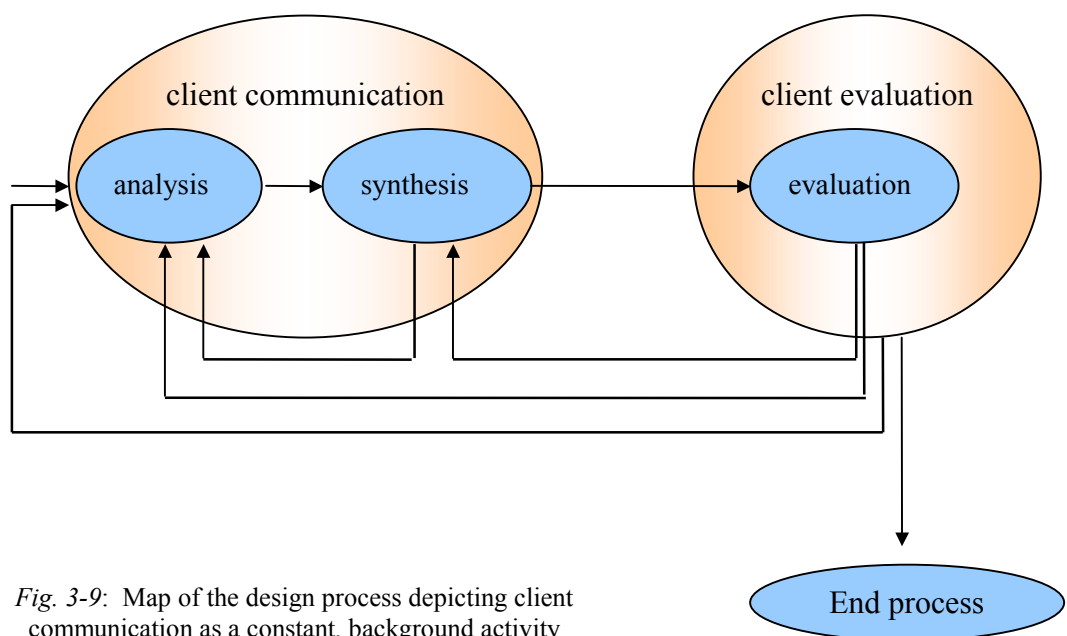 client communication
client evaluation
analysis
synthesis
evaluation
End process
Fig. 3-9: Map of the design process depicting client
communication as a constant, background activity